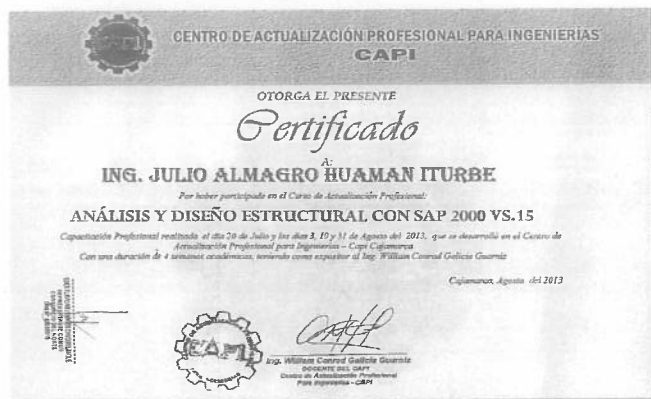 CENTRO DE ACTUALIZACIÓN PROFESIONAL PARA INGENIERÍAS
CAPI
OTORGA EL PRESENTE
Certificado
A:
ING. JULIO ALMAGRO HUAMAN ITURBE
Por haber participado en el Curso de Actualización Profesional:
ANÁLISIS Y DISEÑO ESTRUCTURAL CON SAP 2000 VS.15
Capacitación Profesional realizada el día 20 de Julio y los días 3, 10 y 31 de Agosto del 2013, que se desarrolló en el Centro de
Actualización Profesional para Ingenierías – Capi Cajamarca
Con una duración de 4 semanas académicas, teniendo como expositor al Ing. William Conrad Galicia Guarniz
Cajamarca, Agosto del 2013
CAPI
Ing. William Conrad Galicia Guarniz
DOCENTE DEL CAPI
Centro de Actualización Profesional
Para Ingenierías - CAPI